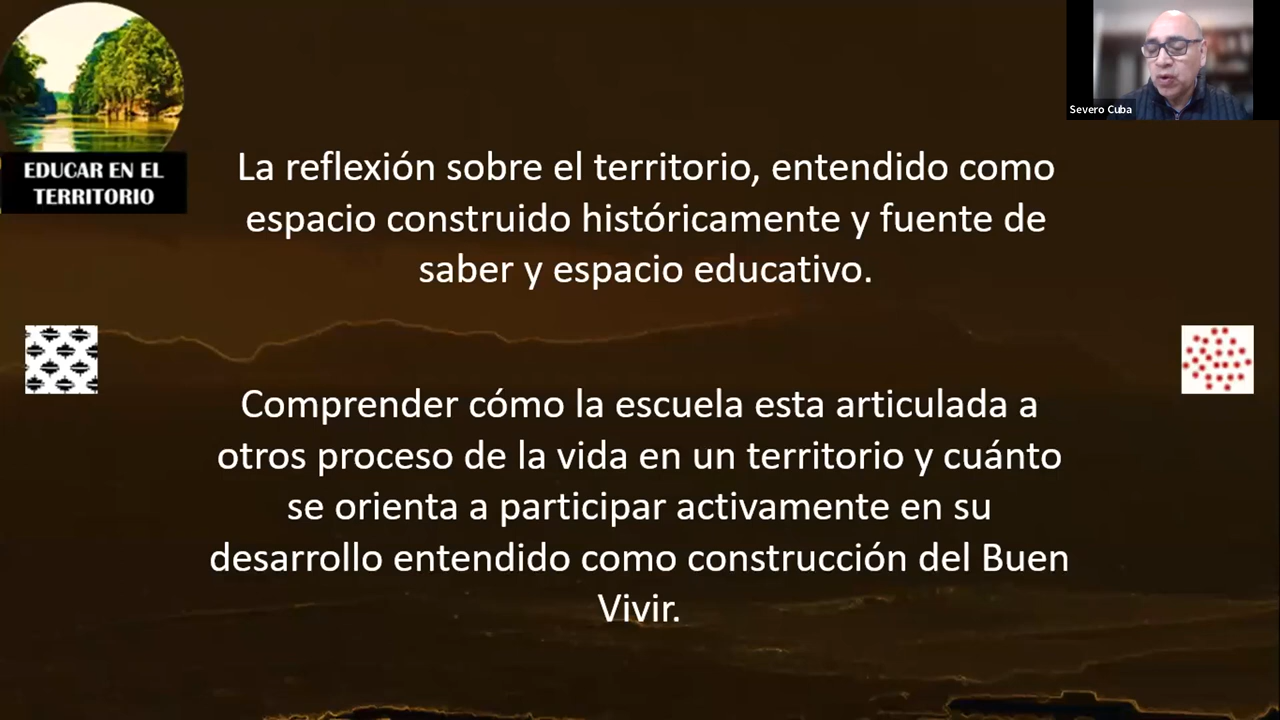 Severo Cuba
EDUCAR EN EL
TERRITORIO
La reflexión sobre el territorio, entendido como
espacio construido históricamente y fuente de
saber y espacio educativo.
Comprender cómo la escuela esta articulada a
otros proceso de la vida en un territorio y cuánto
se orienta a participar activamente en su
desarrollo entendido como construcción del Buen
Vivir.